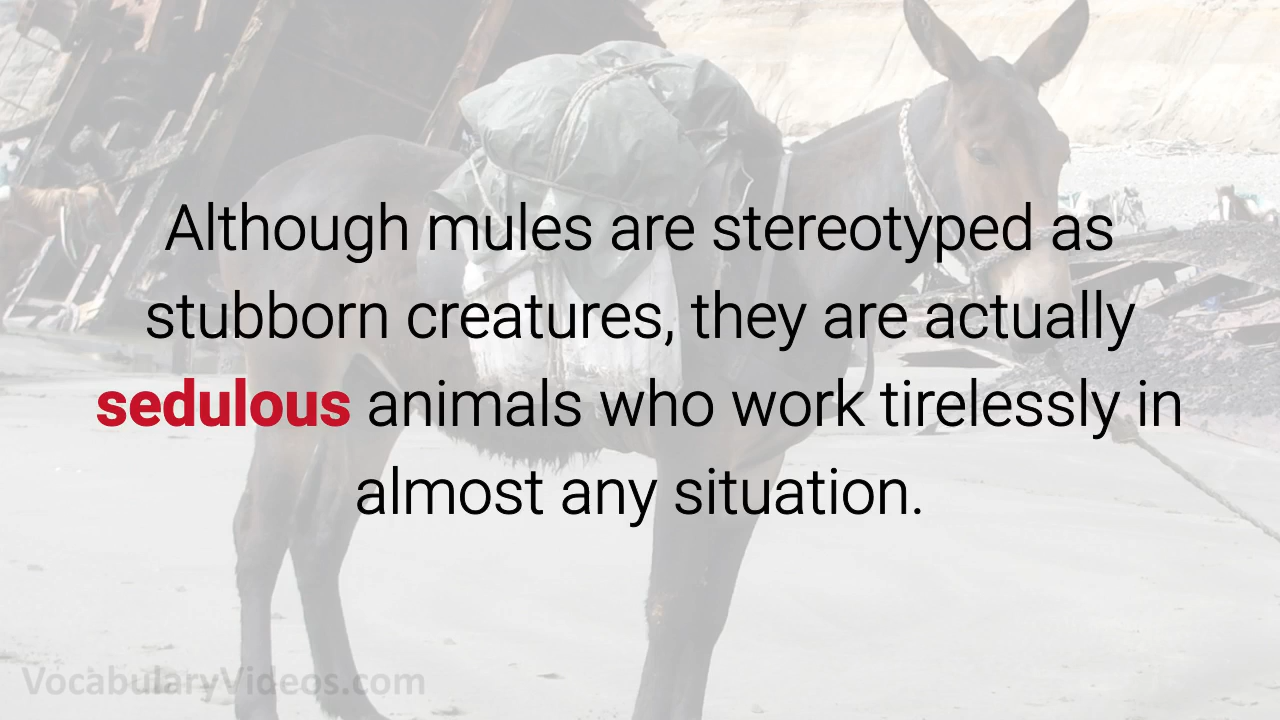 Although mules are stereotyped as
stubborn creatures, they are actually
sedulous animals who work tirelessly in
almost any situation.
VocabularyVideos.com